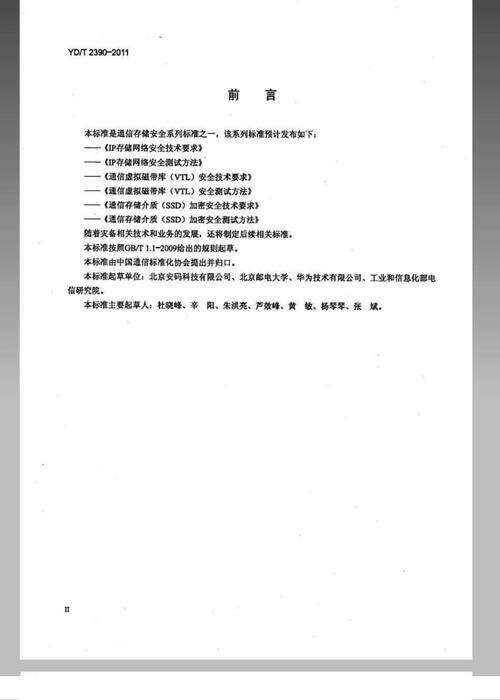 YD/T 2390-2011
前　言
本标准是通信存储安全系列标准之一，该系列标准预计发布如下：
——《IP存储网络安全技术要求》
——《IP存储网络安全测试方法》
——《通信虚拟磁带库（VTL）安全技术要求》
——《通信虚拟磁带库（VTL）安全测试方法》
——《通信存储介质（SSD）加密安全技术要求》
——《通信存储介质（SSD）加密安全测试方法》
随着灾备相关技术和业务的发展，还将制定后续相关标准。
本标准按照GB/T 1.1-2009给出的规则起草。
本标准由中国通信标准化协会提出并归口。
本标准起草单位：北京安码科技有限公司、北京邮电大学、华为技术有限公司、工业和信息化部电
信研究院。
本标准主要起草人：杜晓峰、辛　阳、朱洪亮、芦效峰、黄　敏、杨琴琴、张　斌。
II